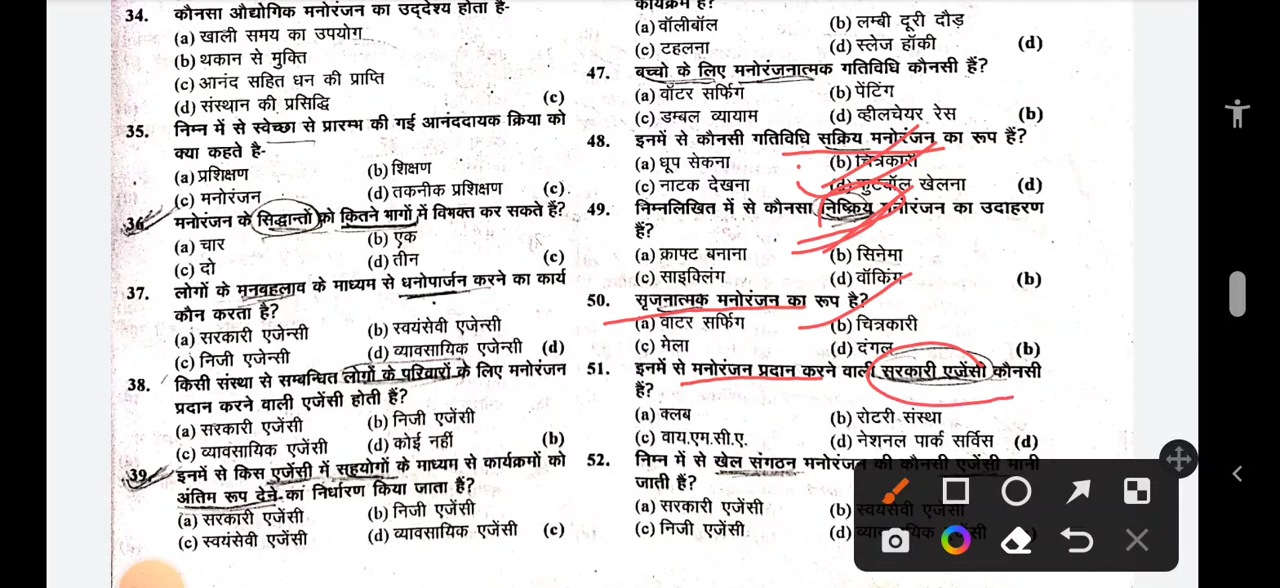 34. कौनसा औद्योगिक मनोरंजन का उद्देश्य होता है-
(a) खाली समय का उपयोग
(b) थकान से मुक्ति
(c) आनंद सहित धन की प्राप्ति
(d) संस्थान की प्रसिद्धि (c)
35. निम्न में से स्वेच्छा से प्रारम्भ की गई आनंददायक क्रिया को
क्या कहते है-
(a) प्रशिक्षण (b) शिक्षण
(c) मनोरंजन (d) तकनीक प्रशिक्षण (c)
36. मनोरंजन के सिद्धान्तों को कितने भागों में विभक्त कर सकते हैं?
(a) चार (b) एक
(c) दो (d) तीन (c)
37. लोगों के मनबहलाव के माध्यम से धनोपार्जन करने का कार्य
कौन करता है?
(a) सरकारी एजेन्सी (b) स्वयंसेवी एजेन्सी
(c) निजी एजेन्सी (d) व्यावसायिक एजेन्सी (d)
38. किसी संस्था से सम्बन्धित लोगों के परिवारों के लिए मनोरंजन
प्रदान करने वाली एजेंसी होती हैं?
(a) सरकारी एजेंसी (b) निजी एजेंसी
(c) व्यावसायिक एजेंसी (d) कोई नहीं (b)
39. इनमें से किस एजेंसी में सहयोगों के माध्यम से कार्यक्रमों को
अंतिम रूप देने का निर्धारण किया जाता हैं?
(a) सरकारी एजेंसी (b) निजी एजेंसी
(c) स्वयंसेवी एजेंसी (d) व्यावसायिक एजेंसी (c)
कार्यक्रम है?
(a) वॉलीबॉल (b) लम्बी दूरी दौड़
(c) टहलना (d) स्लेज हॉकी (d)
47. बच्चो के लिए मनोरंजनात्मक गतिविधि कौनसी हैं?
(a) वॉटर सर्फिंग (b) पेंटिंग
(c) डम्बल व्यायाम (d) व्हीलचेयर रेस (b)
48. इनमें से कौनसी गतिविधि सक्रिय मनोरंजन का रूप हैं?
(a) धूप सेकना (b) चित्रकारी
(c) नाटक देखना (d) फुटबॉल खेलना (d)
49. निम्नलिखित में से कौनसा निष्क्रिय मनोरंजन का उदाहरण
हैं?
(a) क्राफ्ट बनाना (b) सिनेमा
(c) साइक्लिंग (d) वॉकिंग (b)
50. सृजनात्मक मनोरंजन का रूप है?
(a) वाटर सर्फिग (b) चित्रकारी
(c) मेला (d) दंगल (b)
51. इनमें से मनोरंजन प्रदान करने वाली सरकारी एजेंसी कौनसी
हैं?
(a) क्लब (b) रोटरी संस्था
(c) वाय.एम.सी.ए. (d) नेशनल पार्क सर्विस (d)
52. निम्न में से खेल संगठन मनोरंजन की कौनसी एजेंसी मानी
जाती हैं?
(a) सरकारी एजेंसी (b) स्वयंसेवी एजेंसी
(c) निजी एजेंसी (d)